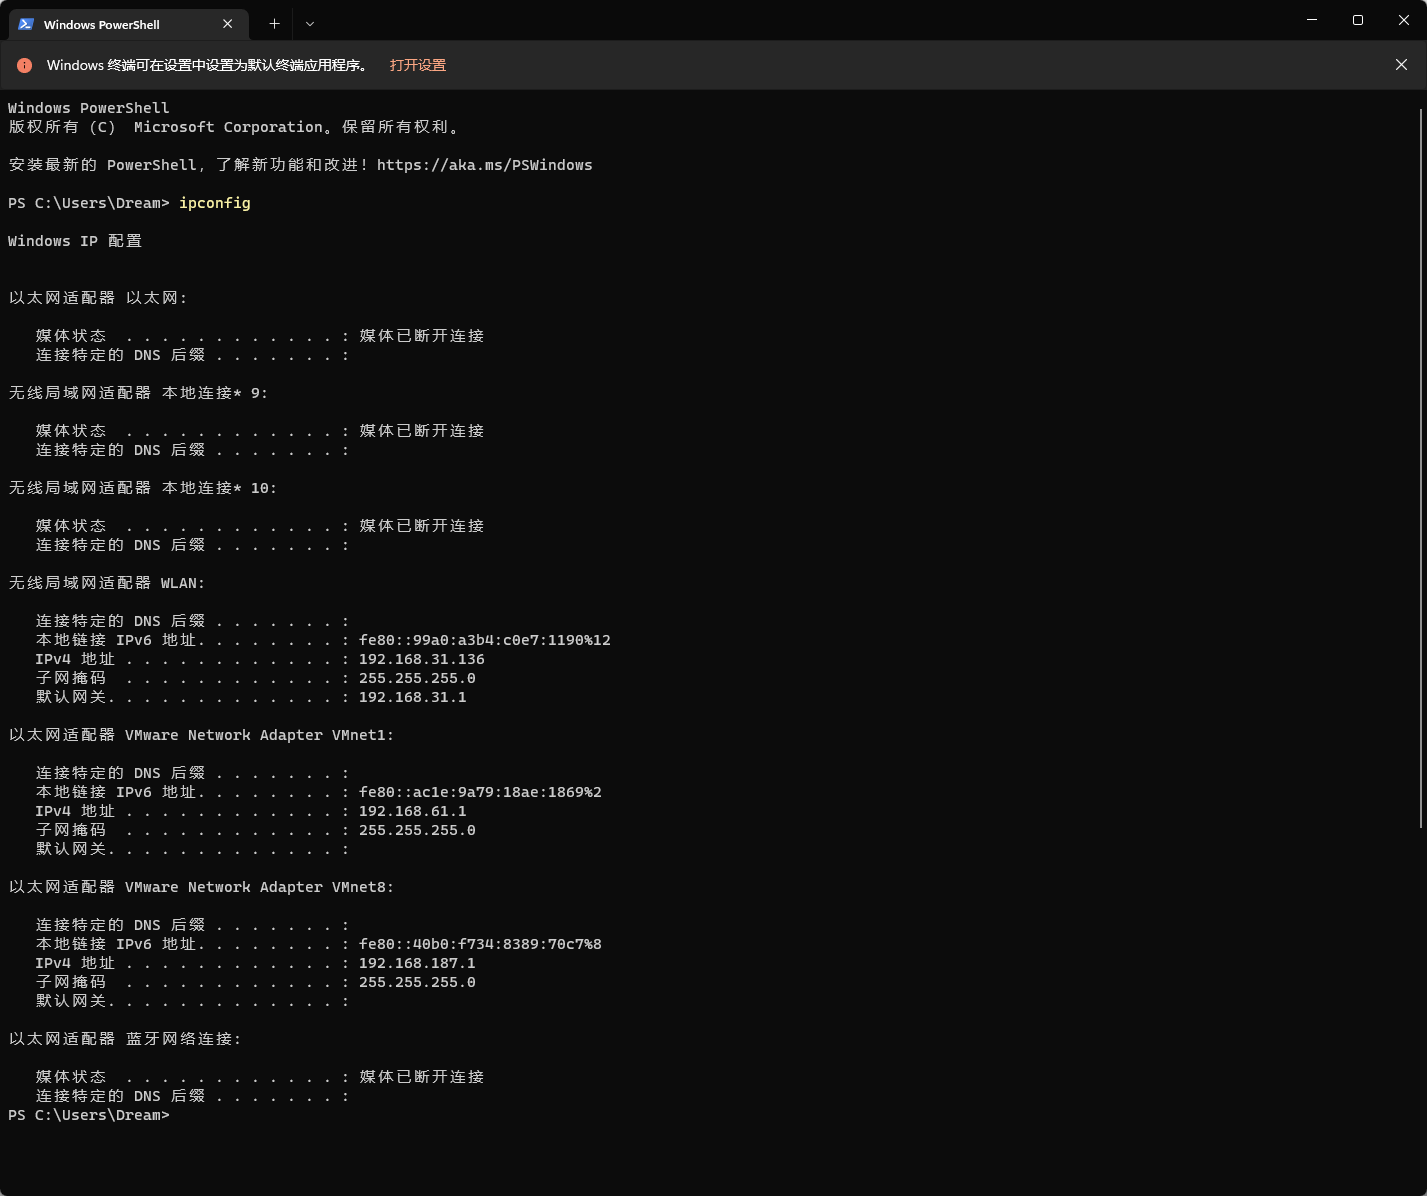 Windows PowerShell
Windows 终端可在设置中设置为默认终端应用程序。 打开设置
Windows PowerShell
版权所有 (C) Microsoft Corporation。保留所有权利。
安装最新的 PowerShell, 了解新功能和改进! https://aka.ms/PSWindows
PS C:\Users\Dream> ipconfig
Windows IP 配置
以太网适配器 以太网:
媒体状态 . . . . . . . . . . . . : 媒体已断开连接
连接特定的 DNS 后缀 . . . . . . . :
无线局域网适配器 本地连接* 9:
媒体状态 . . . . . . . . . . . . : 媒体已断开连接
连接特定的 DNS 后缀 . . . . . . . :
无线局域网适配器 本地连接* 10:
媒体状态 . . . . . . . . . . . . : 媒体已断开连接
连接特定的 DNS 后缀 . . . . . . . :
无线局域网适配器 WLAN:
连接特定的 DNS 后缀 . . . . . . . :
本地链接 IPv6 地址. . . . . . . . : fe80::99a0:a3b4:c0e7:1190%12
IPv4 地址 . . . . . . . . . . . . : 192.168.31.136
子网掩码 . . . . . . . . . . . . : 255.255.255.0
默认网关. . . . . . . . . . . . . : 192.168.31.1
以太网适配器 VMware Network Adapter VMnet1:
连接特定的 DNS 后缀 . . . . . . . :
本地链接 IPv6 地址. . . . . . . . : fe80::ac1e:9a79:18ae:1869%2
IPv4 地址 . . . . . . . . . . . . : 192.168.61.1
子网掩码 . . . . . . . . . . . . : 255.255.255.0
默认网关. . . . . . . . . . . . . :
以太网适配器 VMware Network Adapter VMnet8:
连接特定的 DNS 后缀 . . . . . . . :
本地链接 IPv6 地址. . . . . . . . : fe80::40b0:f734:8389:70c7%8
IPv4 地址 . . . . . . . . . . . . : 192.168.187.1
子网掩码 . . . . . . . . . . . . : 255.255.255.0
默认网关. . . . . . . . . . . . . :
以太网适配器 蓝牙网络连接:
媒体状态 . . . . . . . . . . . . : 媒体已断开连接
连接特定的 DNS 后缀 . . . . . . . :
PS C:\Users\Dream>